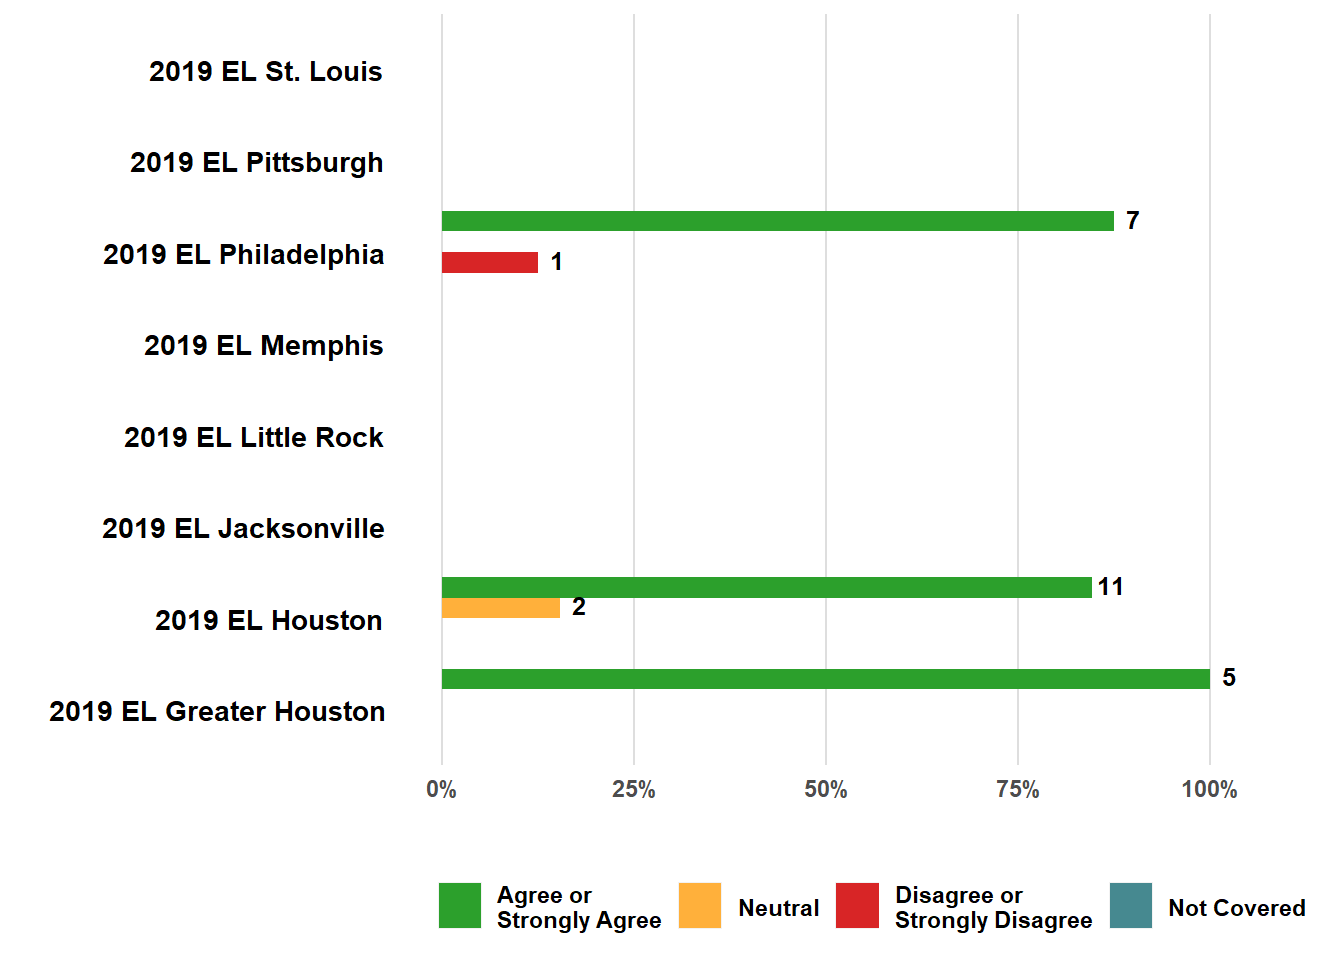 2019 EL St. Louis
2019 EL Pittsburgh
7
2019 EL Philadelphia
1
2019 EL Memphis
2019 EL Little Rock
2019 EL Jacksonville
11
2
2019 EL Houston
5
2019 EL Greater Houston
0% 25% 50% 75% 100%
Agree or
Strongly Agree
Neutral
Disagree or
Strongly Disagree
Not Covered